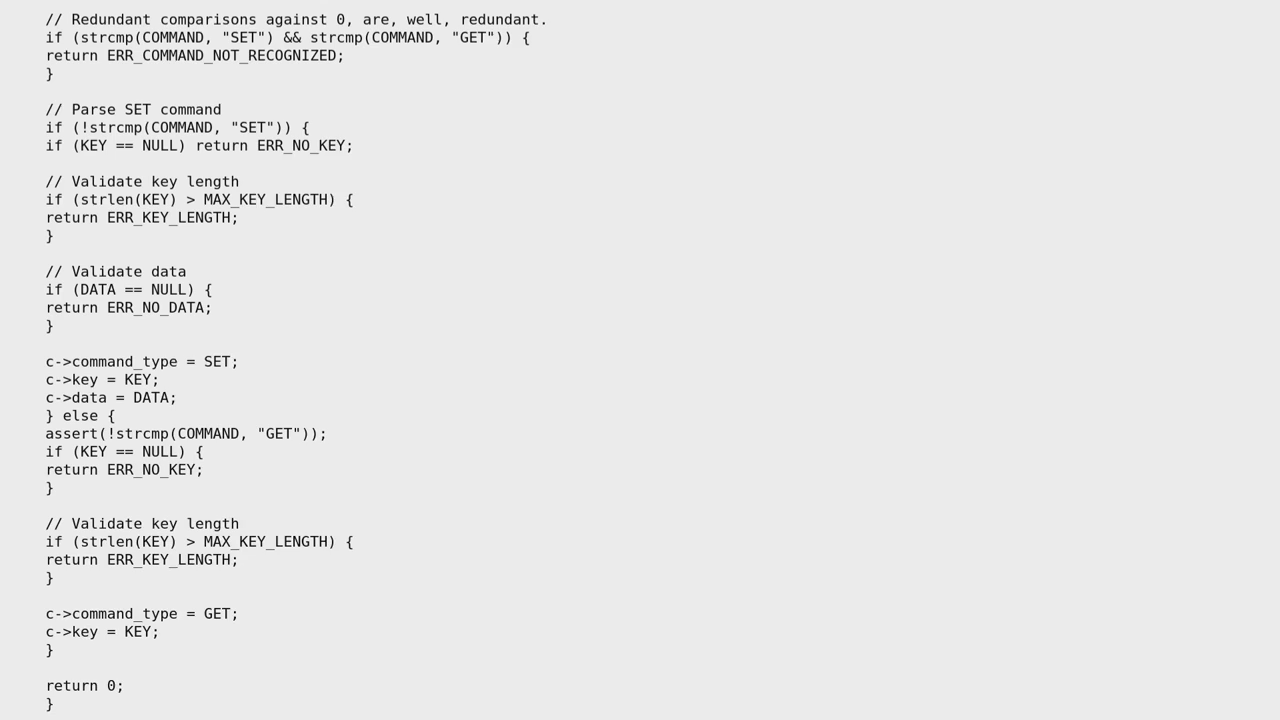 // Redundant comparisons against 0, are, well, redundant.
if (strcmp(COMMAND, "SET") && strcmp(COMMAND, "GET")) {
return ERR_COMMAND_NOT_RECOGNIZED;
}
// Parse SET command
if (!strcmp(COMMAND, "SET")) {
if (KEY == NULL) return ERR_NO_KEY;
// Validate key length
if (strlen(KEY) > MAX_KEY_LENGTH) {
return ERR_KEY_LENGTH;
}
// Validate data
if (DATA == NULL) {
return ERR_NO_DATA;
}
c->command_type = SET;
c->key = KEY;
c->data = DATA;
} else {
assert(!strcmp(COMMAND, "GET"));
if (KEY == NULL) {
return ERR_NO_KEY;
}
// Validate key length
if (strlen(KEY) > MAX_KEY_LENGTH) {
return ERR_KEY_LENGTH;
}
c->command_type = GET;
c->key = KEY;
}
return 0;
}